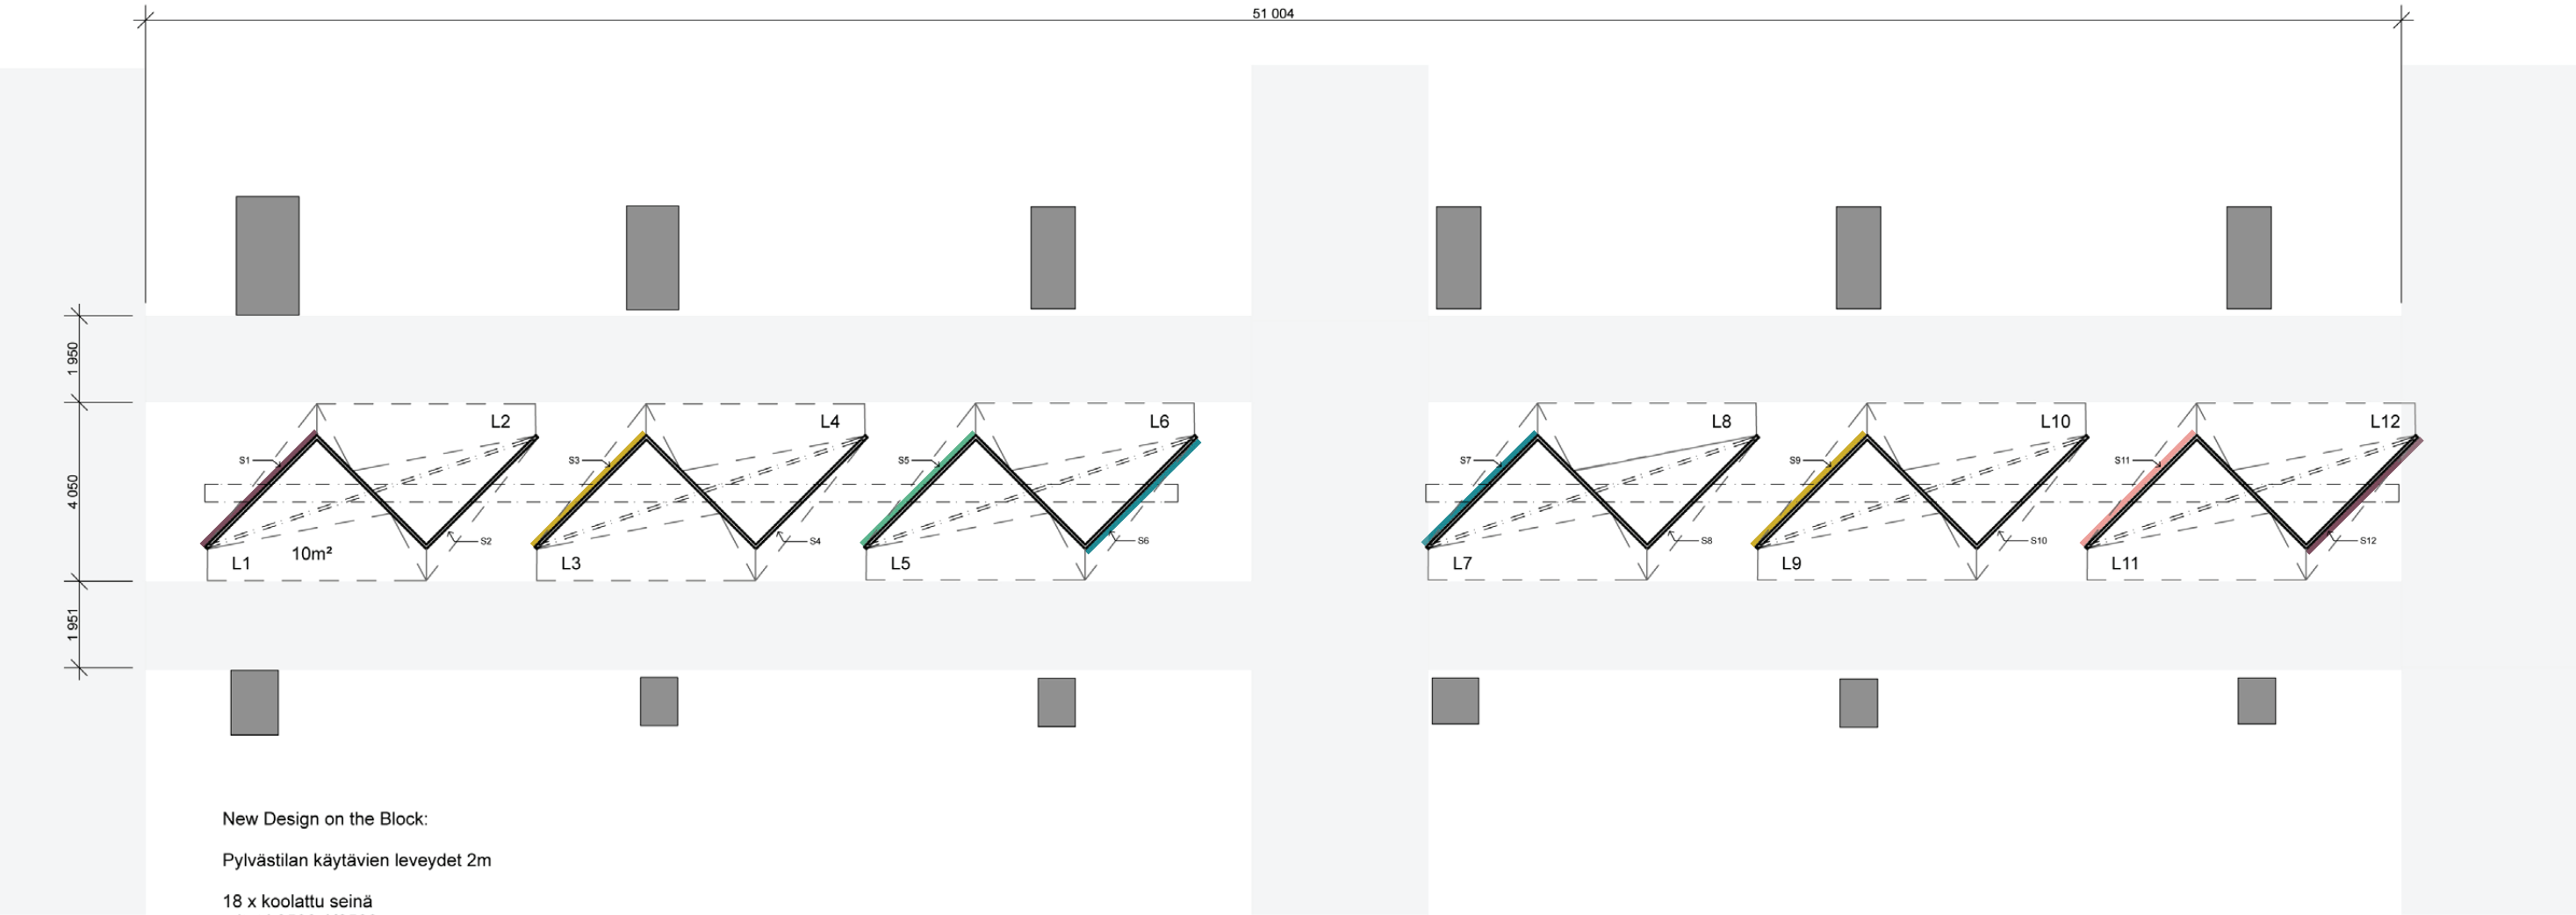 51 004
1 950
4 050
1 951
L2
L4
L6
L8
L10
L12
S1
S3
S5
S7
S9
S11
S2
S4
S6
S8
S10
S12
10m²
L1
L3
L5
L7
L9
L11
New Design on the Block:
Pylvästilan käytävien leveydet 2m
18 x koolattu seinä